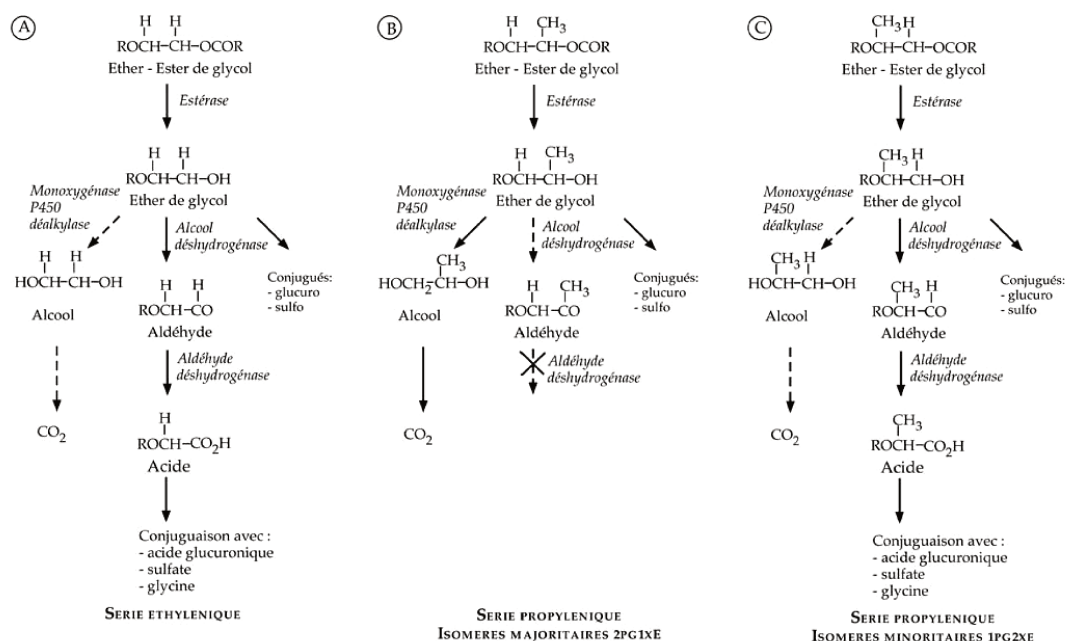 A
H H
ROCH-CH-OCOR
Ether - Ester de glycol
Estérase
H H
ROCH-CH-OH
Ether de glycol
Monoxygénase
P450
déalkylase
Alcool
déshydrogénase
H H
HOCH-CH-OH
Alcool
H H
ROCH-CO
Aldéhyde
Conjugués:
- glucuro
- sulfo
Aldéhyde
déshydrogénase
CO2
H
ROCH-CO2H
Acide
Conjuguaison avec :
- acide glucuronique
- sulfate
- glycine
SERIE ETHYLENIQUE
B
H CH3
ROCH-CH-OCOR
Ether - Ester de glycol
Estérase
H CH3
ROCH-CH-OH
Ether de glycol
Monoxygénase
P450
déalkylase
Alcool
déshydrogénase
CH3
HOCH2-CH-OH
Alcool
H CH3
ROCH-CO
Aldéhyde
Conjugués:
- glucuro
- sulfo
Aldéhyde
déshydrogénase
CO2
SERIE PROPYLENIQUE
ISOMERES MAJORITAIRES 2PG1XE
C
CH3 H
ROCH-CH-OCOR
Ether - Ester de glycol
Estérase
CH3 H
ROCH-CH-OH
Ether de glycol
Monoxygénase
P450
déalkylase
Alcool
déshydrogénase
CH3 H
HOCH-CH-OH
Alcool
CH3 H
ROCH-CO
Aldéhyde
Conjugués:
- glucuro
- sulfo
Aldéhyde
déshydrogénase
CO2
CH3
ROCH-CO2H
Acide
Conjuguaison avec :
- acide glucuronique
- sulfate
- glycine
SERIE PROPYLENIQUE
ISOMERES MINORITAIRES 1PG2XE